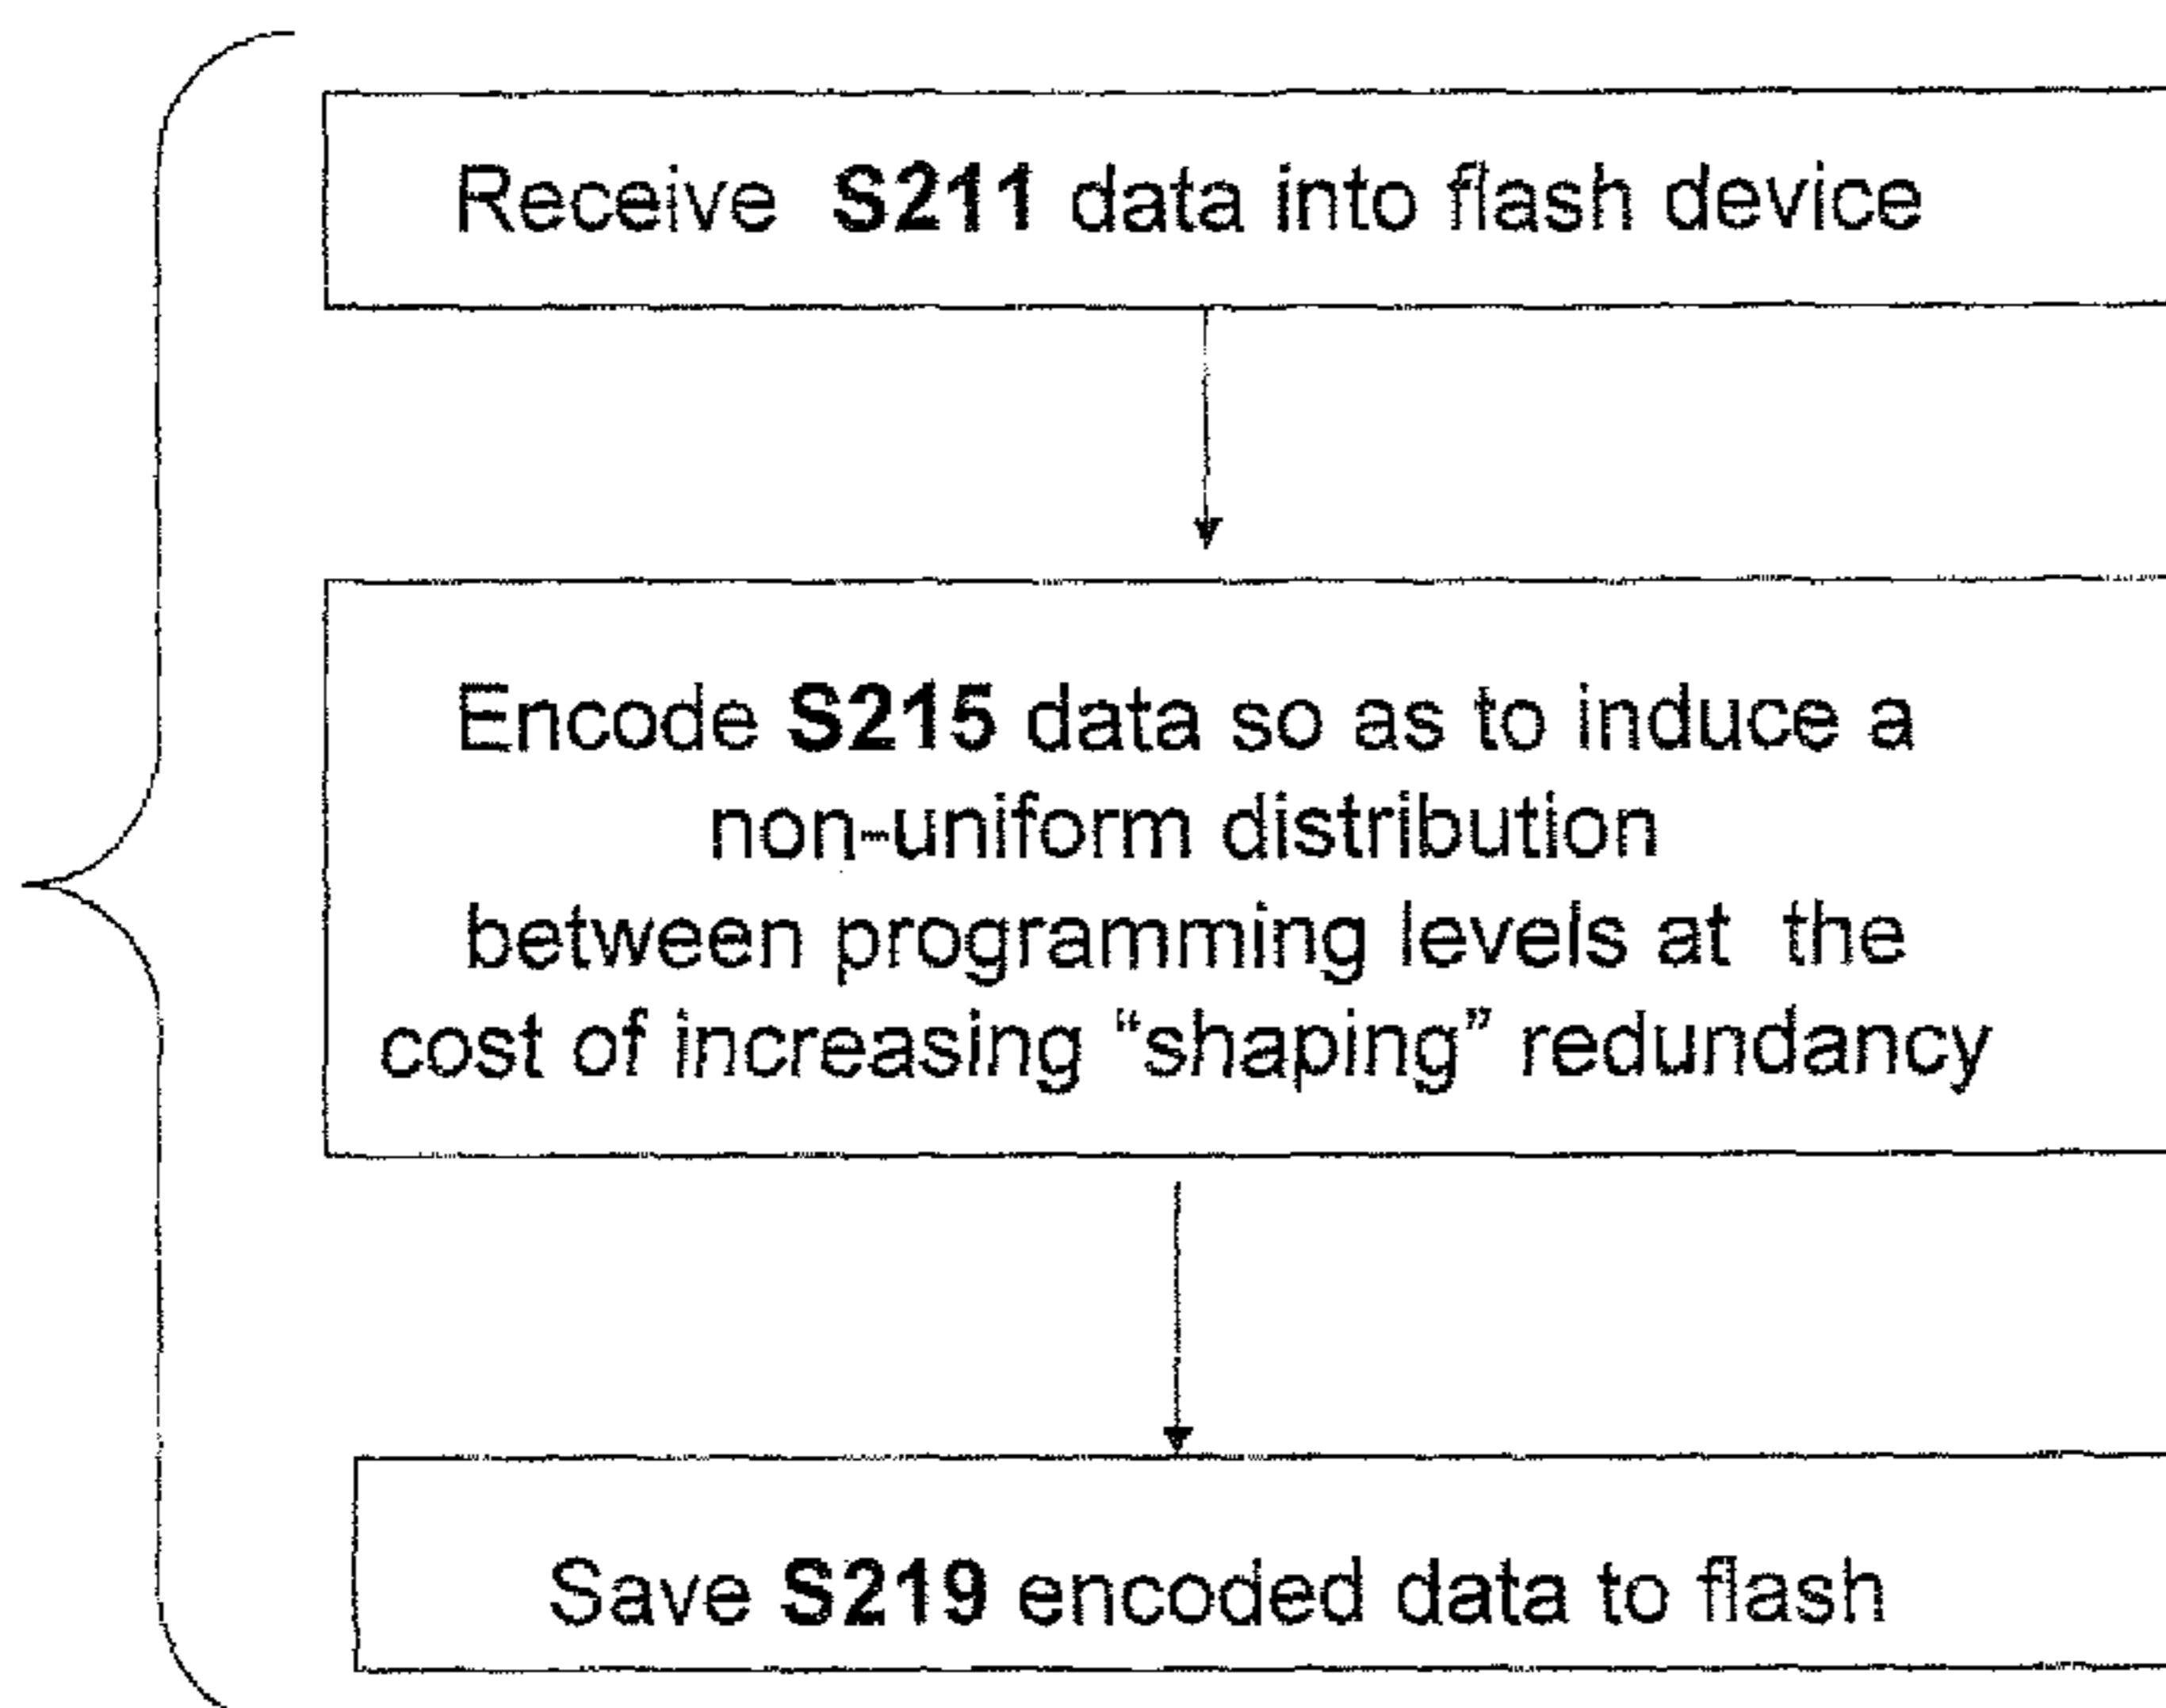 Receive S211 data into flash device
Encode S215 data so as to induce a
non-uniform distribution
between programming levels at the
cost of increasing “shaping” redundancy
Save S219 encoded data to flash